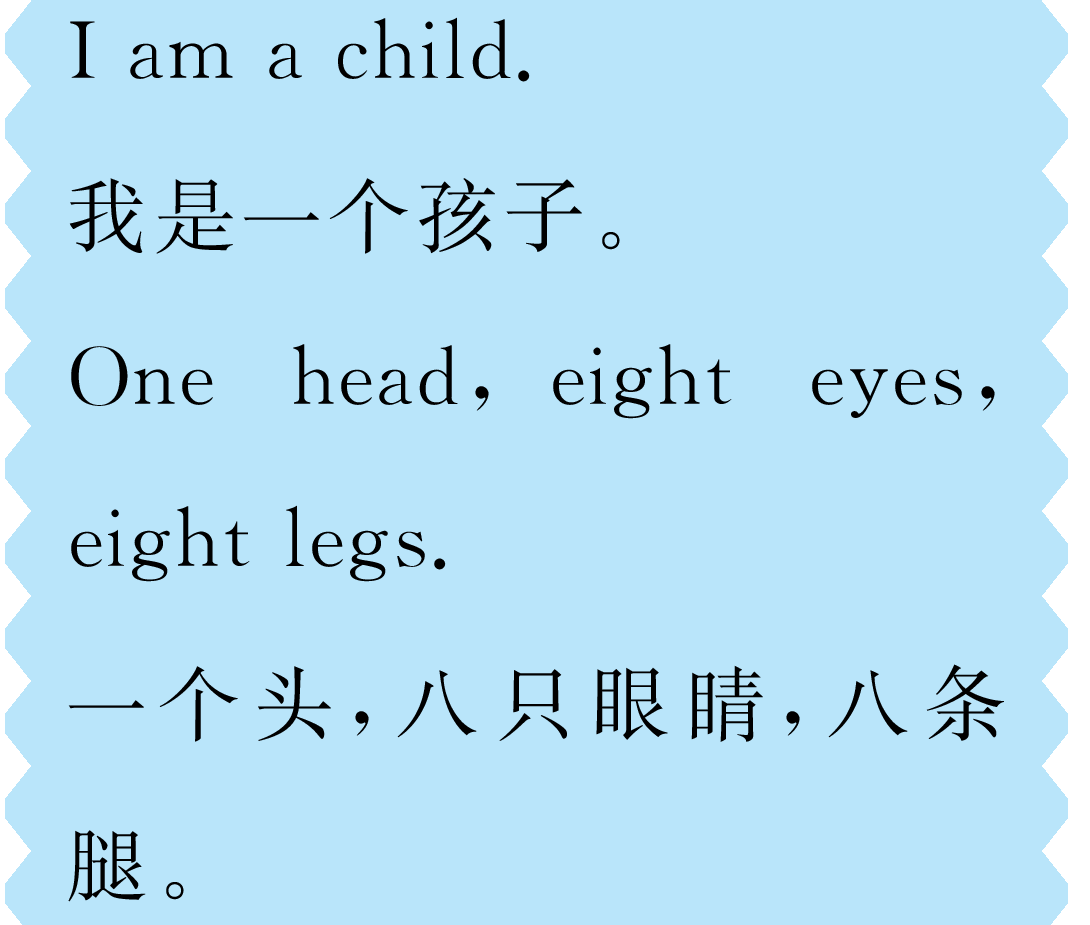 I am a child.
我是一个孩子。
One head, eight eyes,
eight legs.
一个头,八只眼睛,八条
腿。